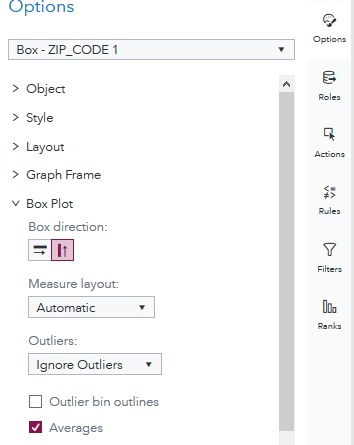 Options
Box - ZIP_CODE 1
Object
Style
Layout
Graph Frame
Box Plot
Box direction:
Measure layout:
Automatic
Outliers:
Ignore Outliers
Outlier bin outlines
Averages
Options
Roles
Actions
Rules
Filters
Ranks